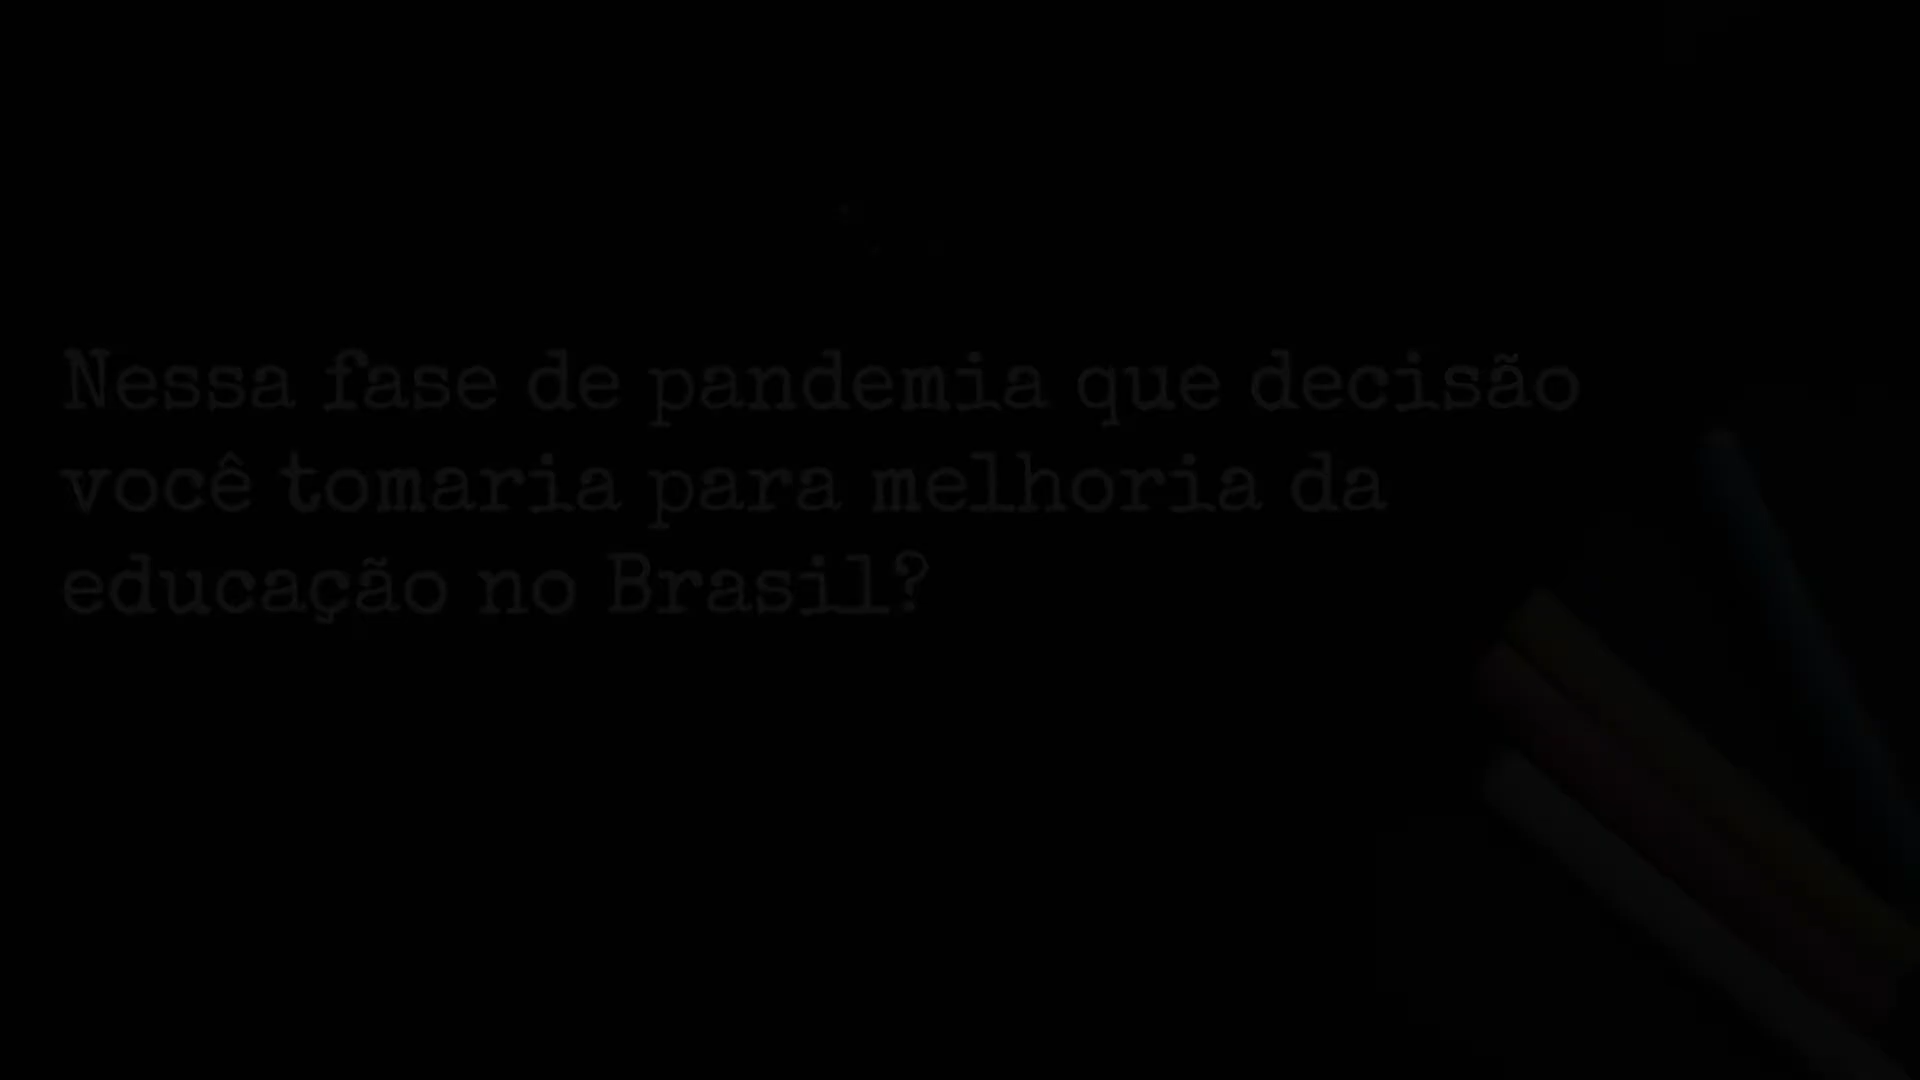 Nessa fase de pandemia que decisão
você tomaria para melhoria da
educação no Brasil?